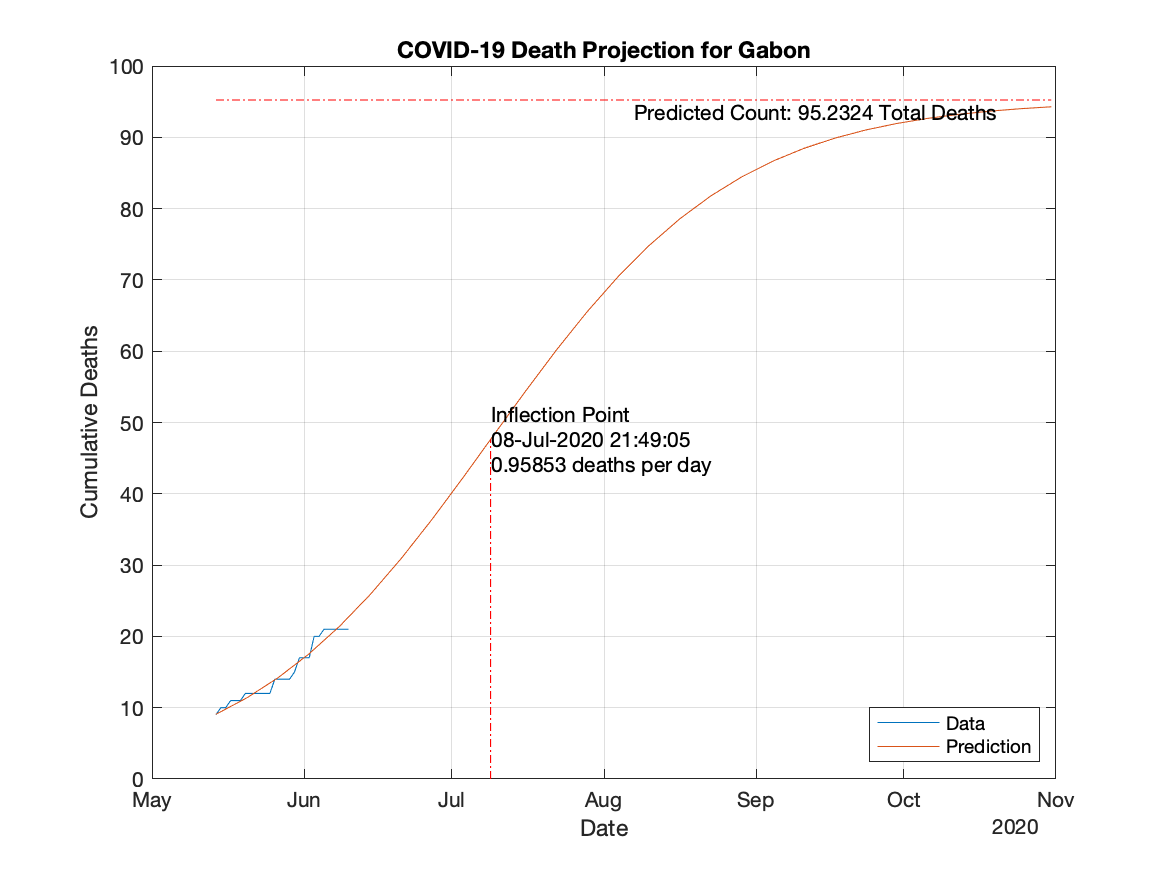 COVID-19 Death Projection for Gabon
100
90
80
70
60
50
40
30
20
10
0
Cumulative Deaths
Predicted Count: 95.2324 Total Deaths
Inflection Point
08-Jul-2020 21:49:05
0.95853 deaths per day
Data
Prediction
May Jun Jul Aug Sep Oct Nov
Date
2020